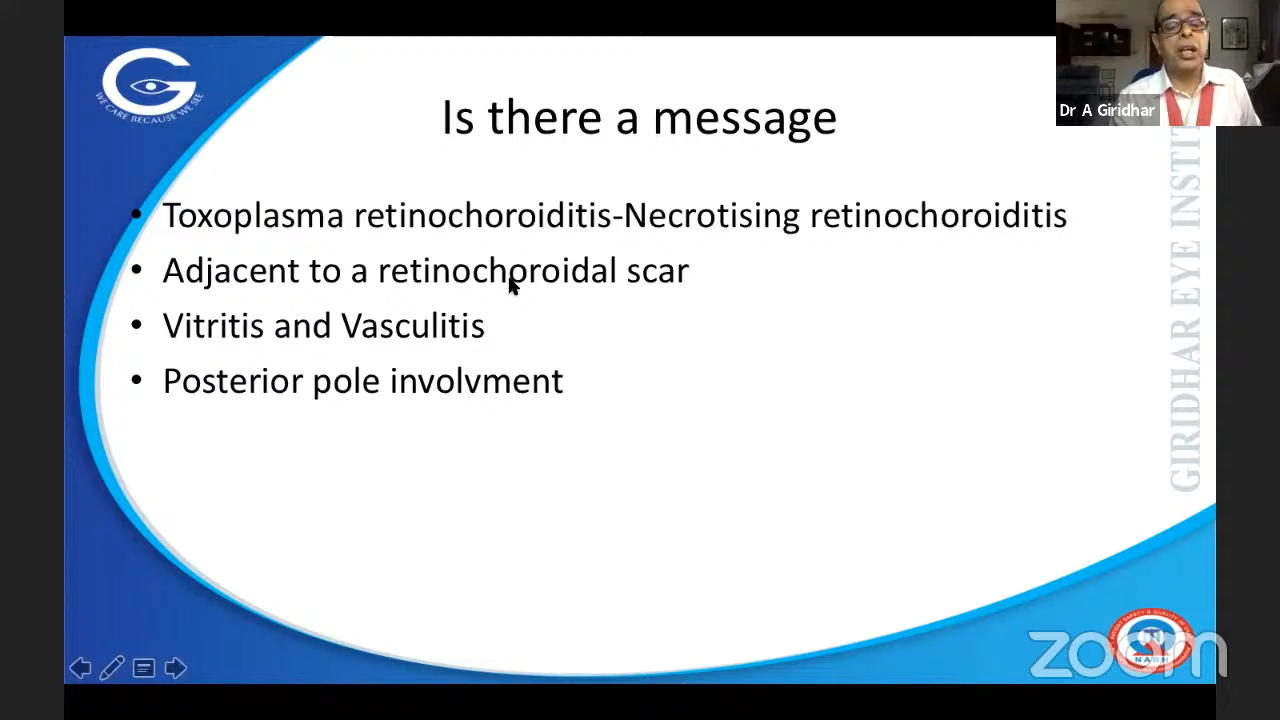 WE CARE BECAUSE WE SEE
Dr A Giridhar
Is there a message
• Toxoplasma retinochoroiditis-Necrotising retinochoroiditis
• Adjacent to a retinochoroidal scar
• Vitritis and Vasculitis
• Posterior pole involvment
GIRIDHAR EYE INSTIT
zoom
NABH